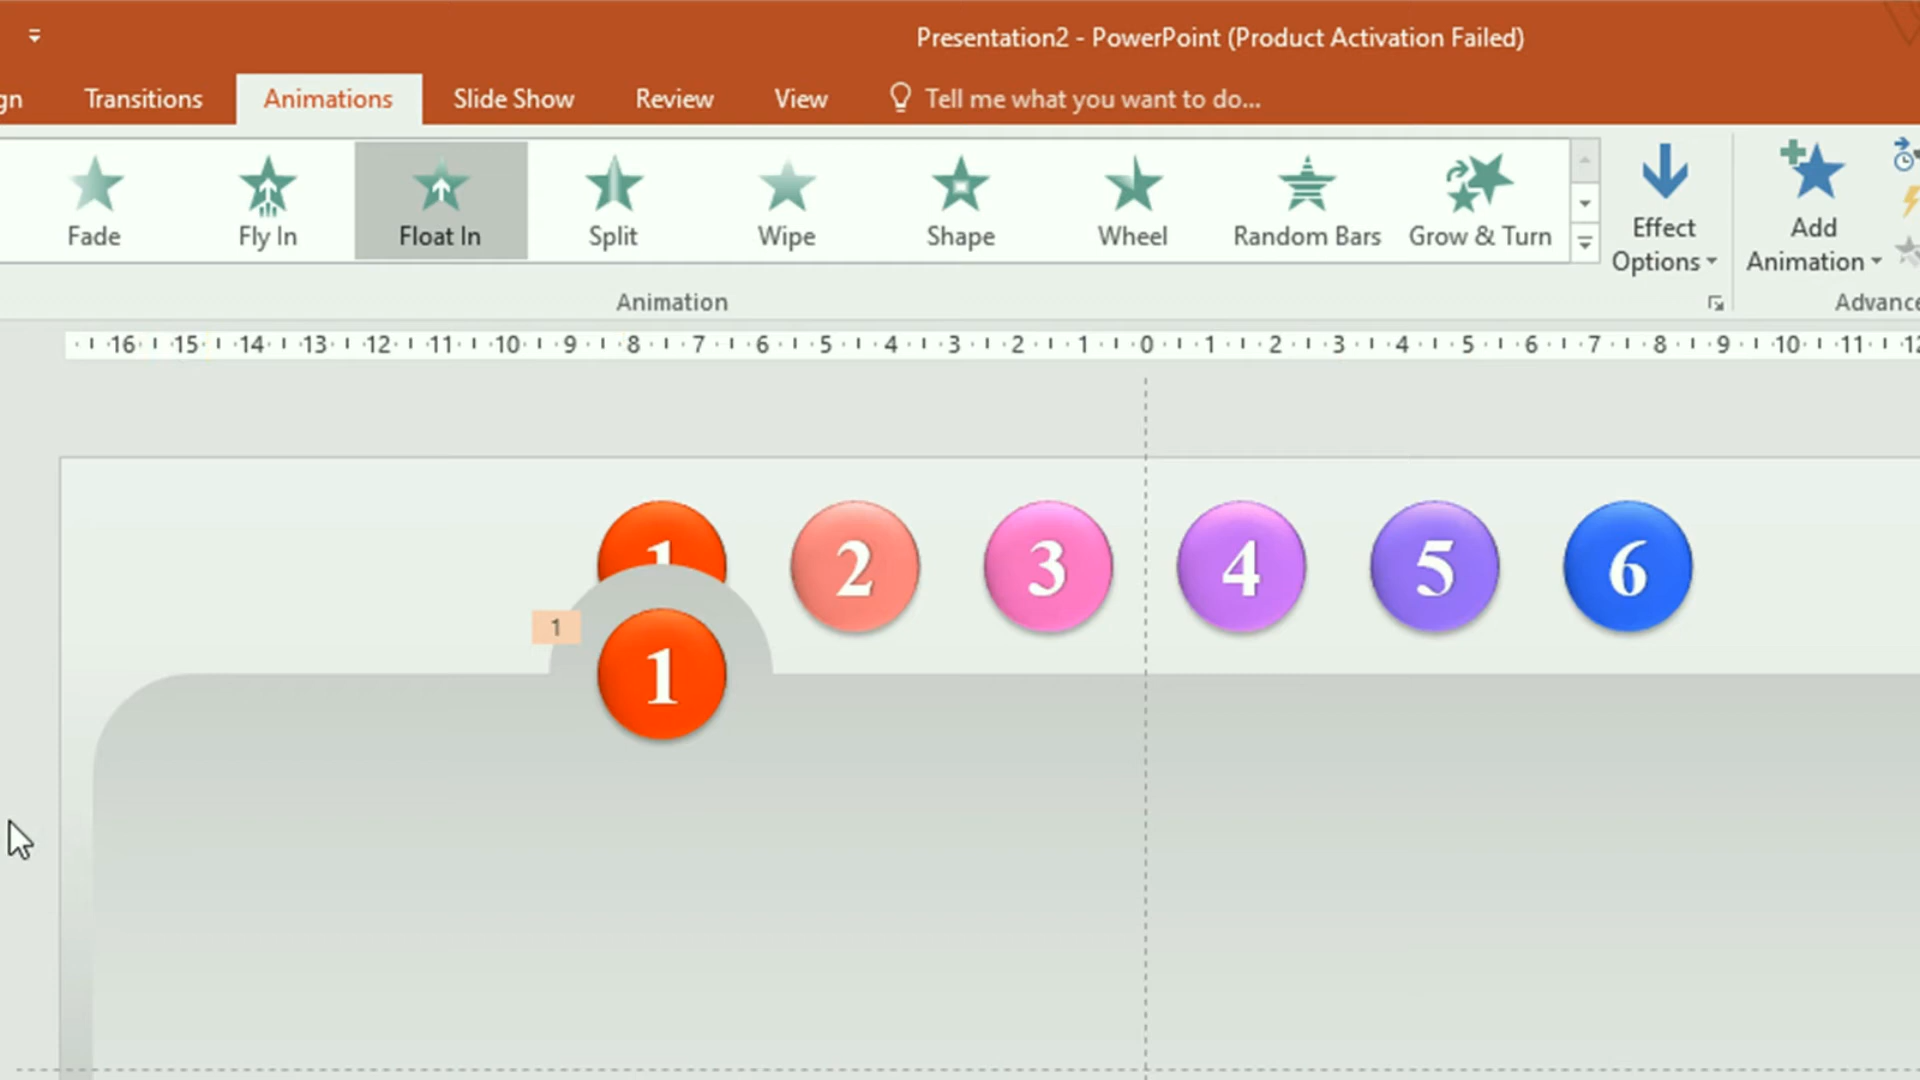 Presentation2 - PowerPoint (Product Activation Failed)
gn Transitions Animations Slide Show Review View Tell me what you want to do...
Fade Fly In Float In Split Wipe Shape Wheel Random Bars Grow & Turn Effect Options Add Animation
Animation Advance
16 15 14 13 12 11 10 9 8 7 6 5 4 3 2 1 0 1 2 3 4 5 6 7 8 9 10 11 12
1 2 3 4 5 6
1
1